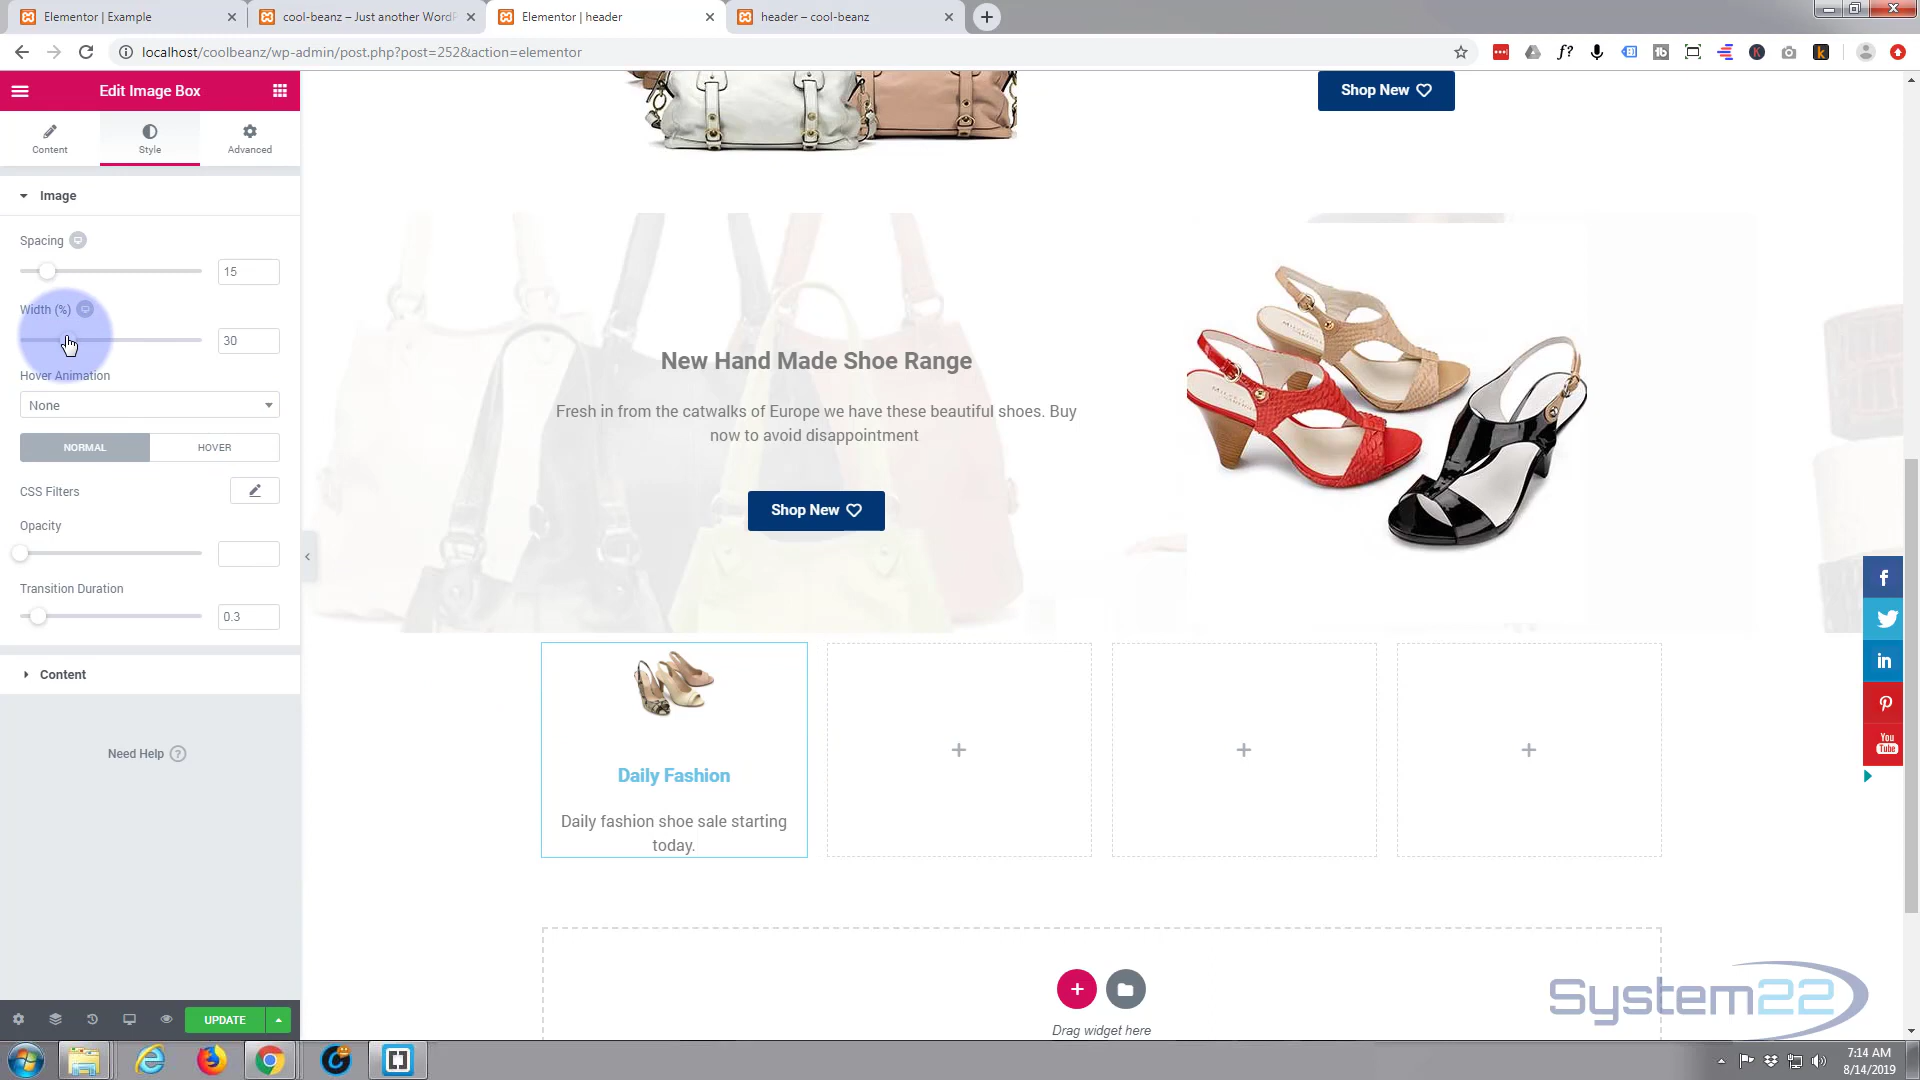 Elementor | Example
cool-beanz – Just another WordP
Elementor | header
header – cool-beanz
localhost/coolbeanz/wp-admin/post.php?post=252&action=elementor
f?
Edit Image Box
Content
Style
Advanced
Image
Spacing
15
Width (%)
30
Hover Animation
None
NORMAL
HOVER
CSS Filters
Opacity
Transition Duration
0.3
Content
Need Help ?
UPDATE
Shop New
New Hand Made Shoe Range
Fresh in from the catwalks of Europe we have these beautiful shoes. Buy
now to avoid disappointment
Shop New
Daily Fashion
Daily fashion shoe sale starting
today.
Drag widget here
You
Tube
System22
7:14 AM
8/14/2019